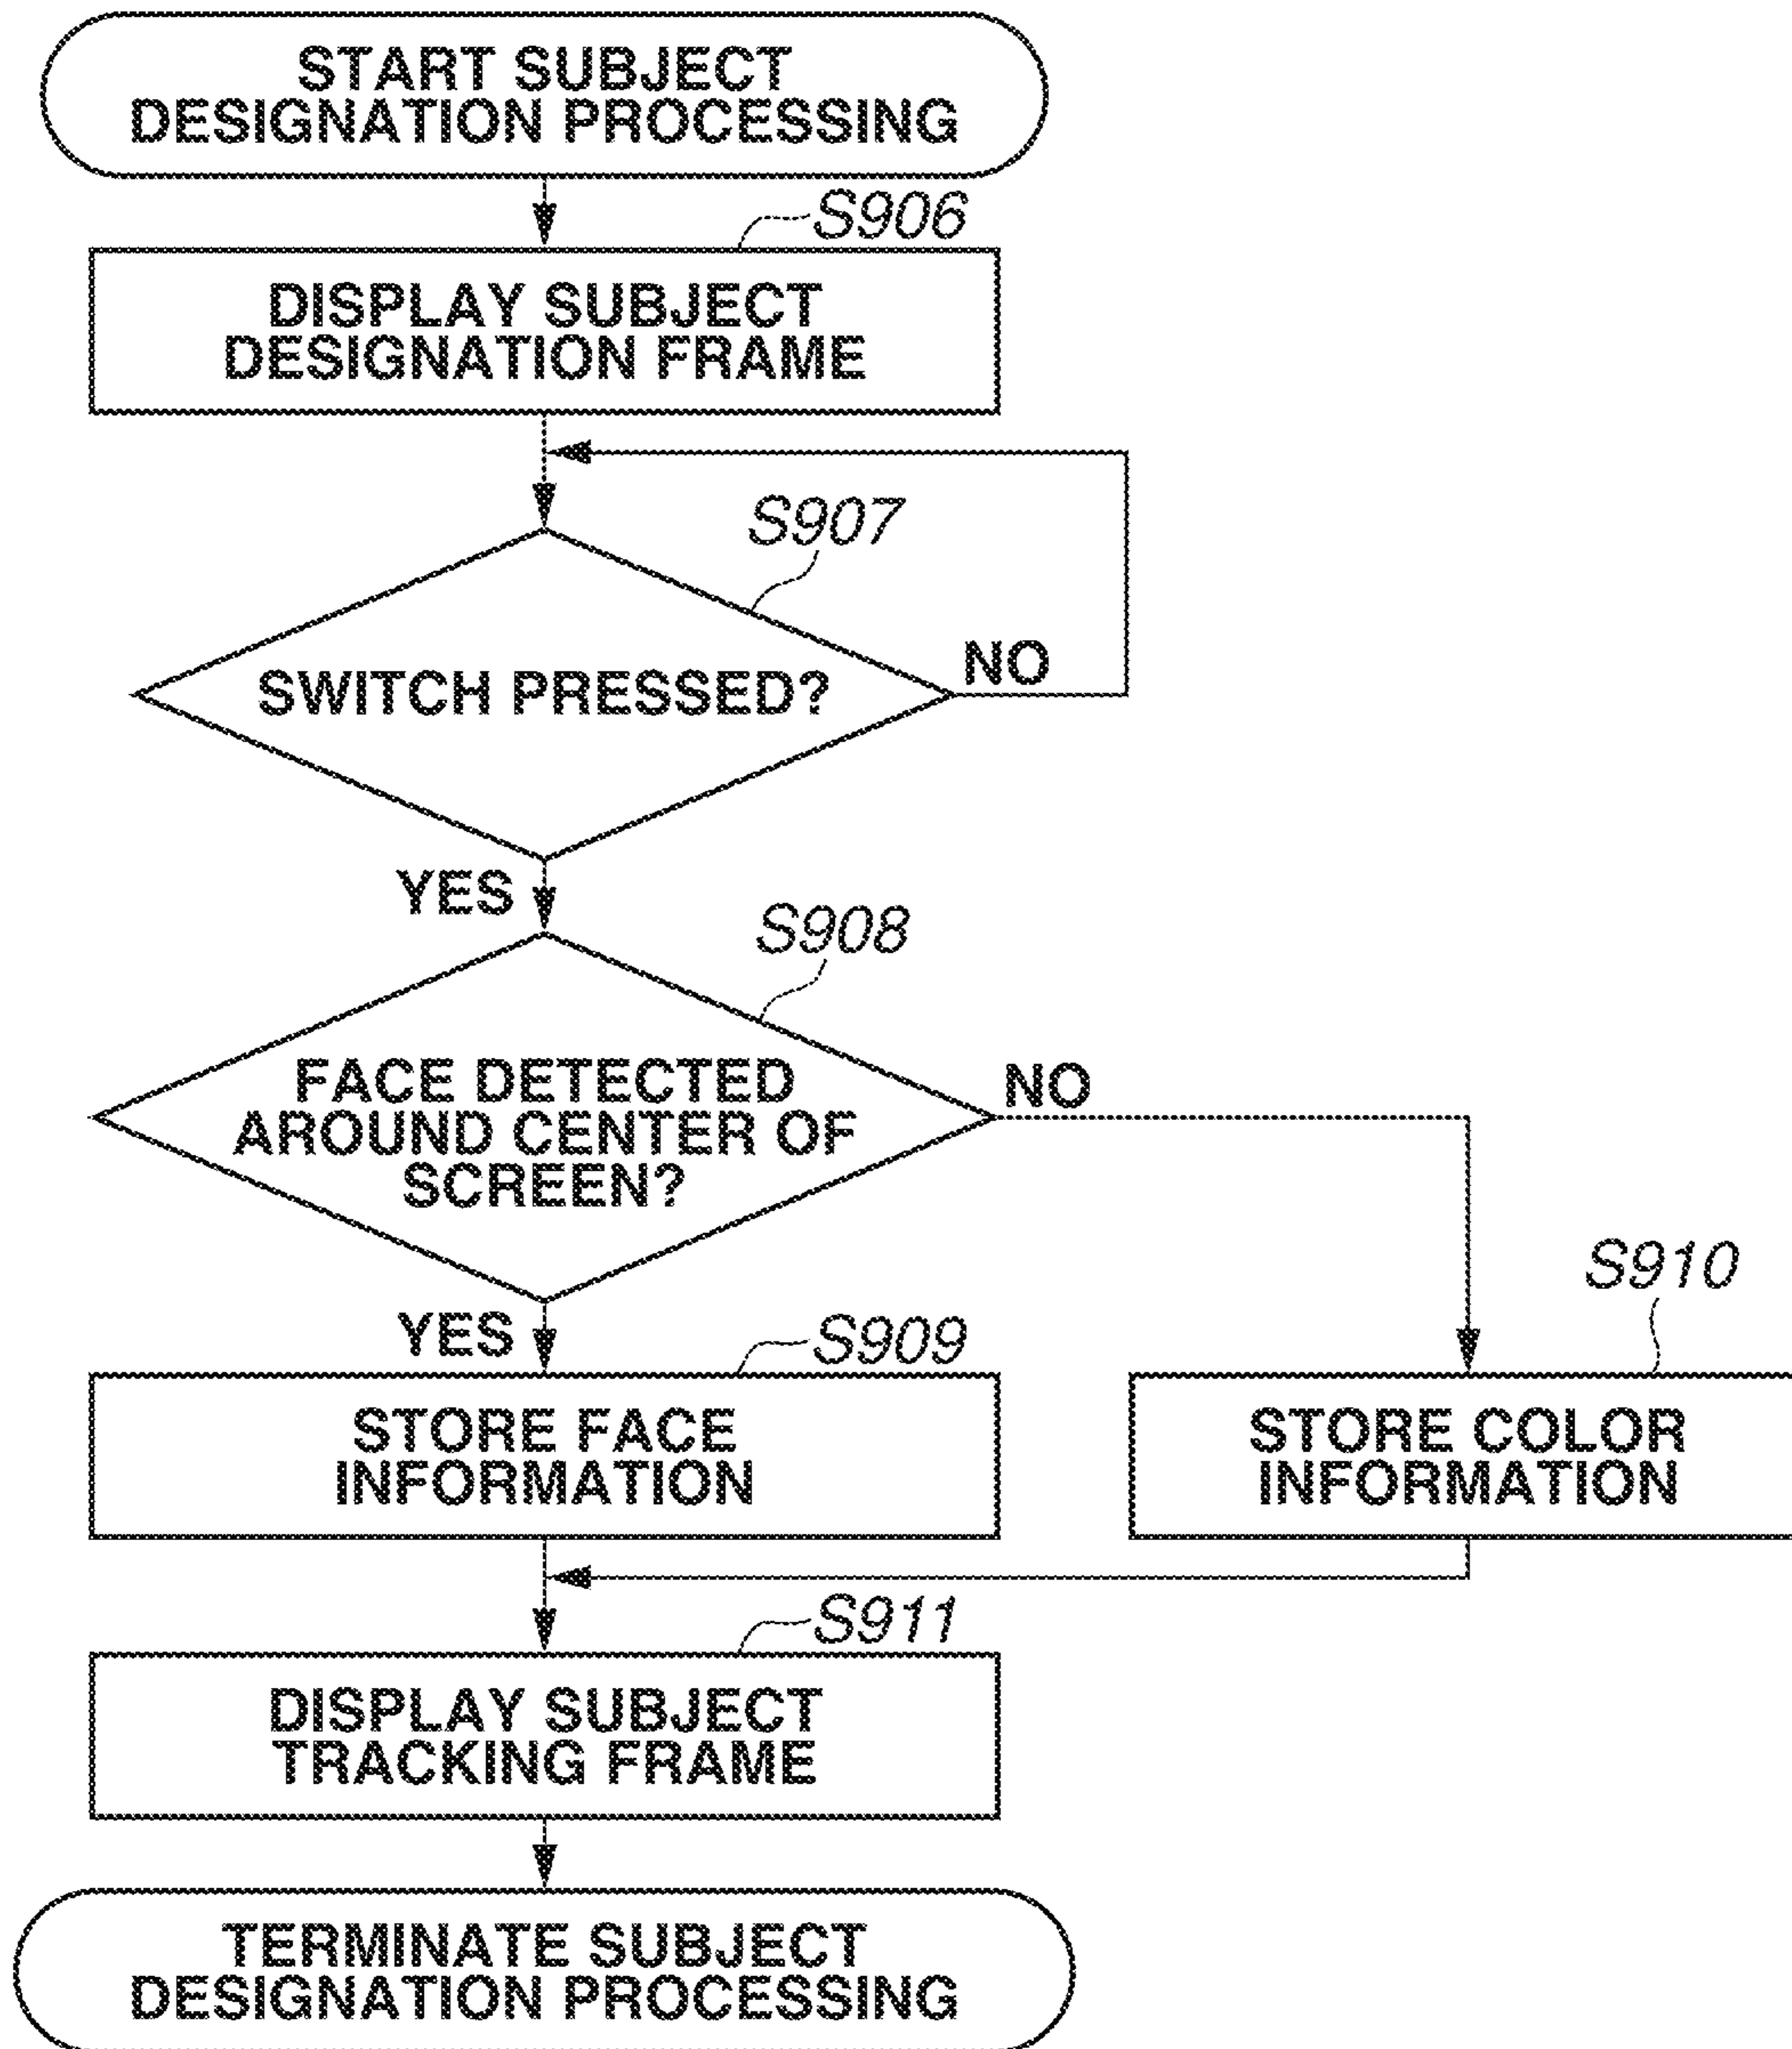 START SUBJECT
DESIGNATION PROCESSING
S906
DISPLAY SUBJECT
DESIGNATION FRAME
S907
SWITCH PRESSED?
NO
YES
S908
FACE DETECTED
AROUND CENTER OF
SCREEN?
NO
YES
S909
STORE FACE
INFORMATION
S910
STORE COLOR
INFORMATION
S911
DISPLAY SUBJECT
TRACKING FRAME
TERMINATE SUBJECT
DESIGNATION PROCESSING